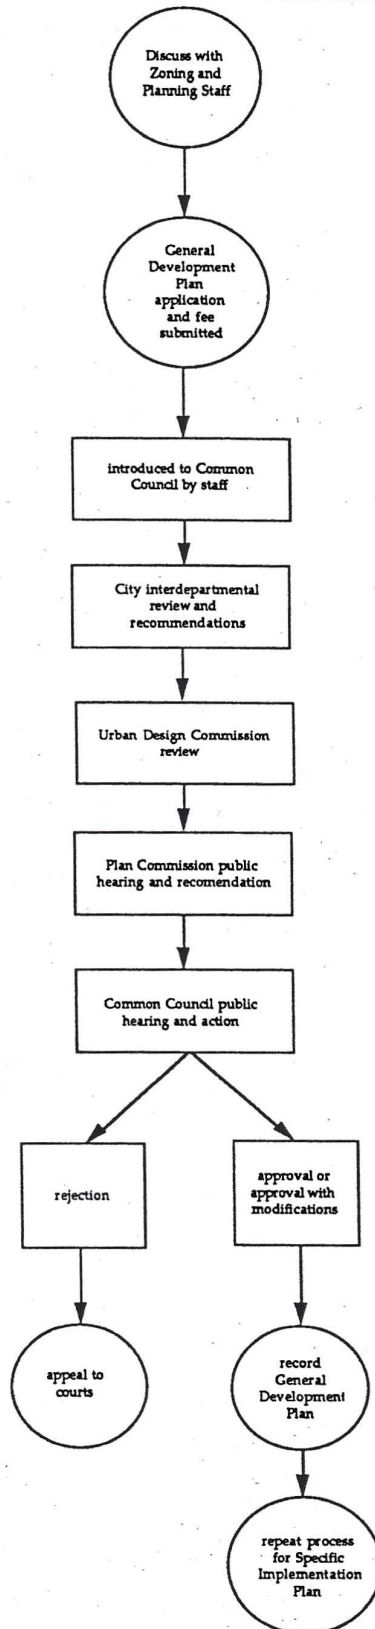 Discuss with
Zoning and
Planning Staff
General
Development
Plan
application
and fee
submitted
introduced to Common
Council by staff
City interdepartmental
review and
recommendations
Urban Design Commission
review
Plan Commission public
hearing and recomendation
Common Council public
hearing and action
rejection
approval or
approval with
modifications
appeal to
courts
record
General
Development
Plan
repeat process
for Specific
Implementation
Plan